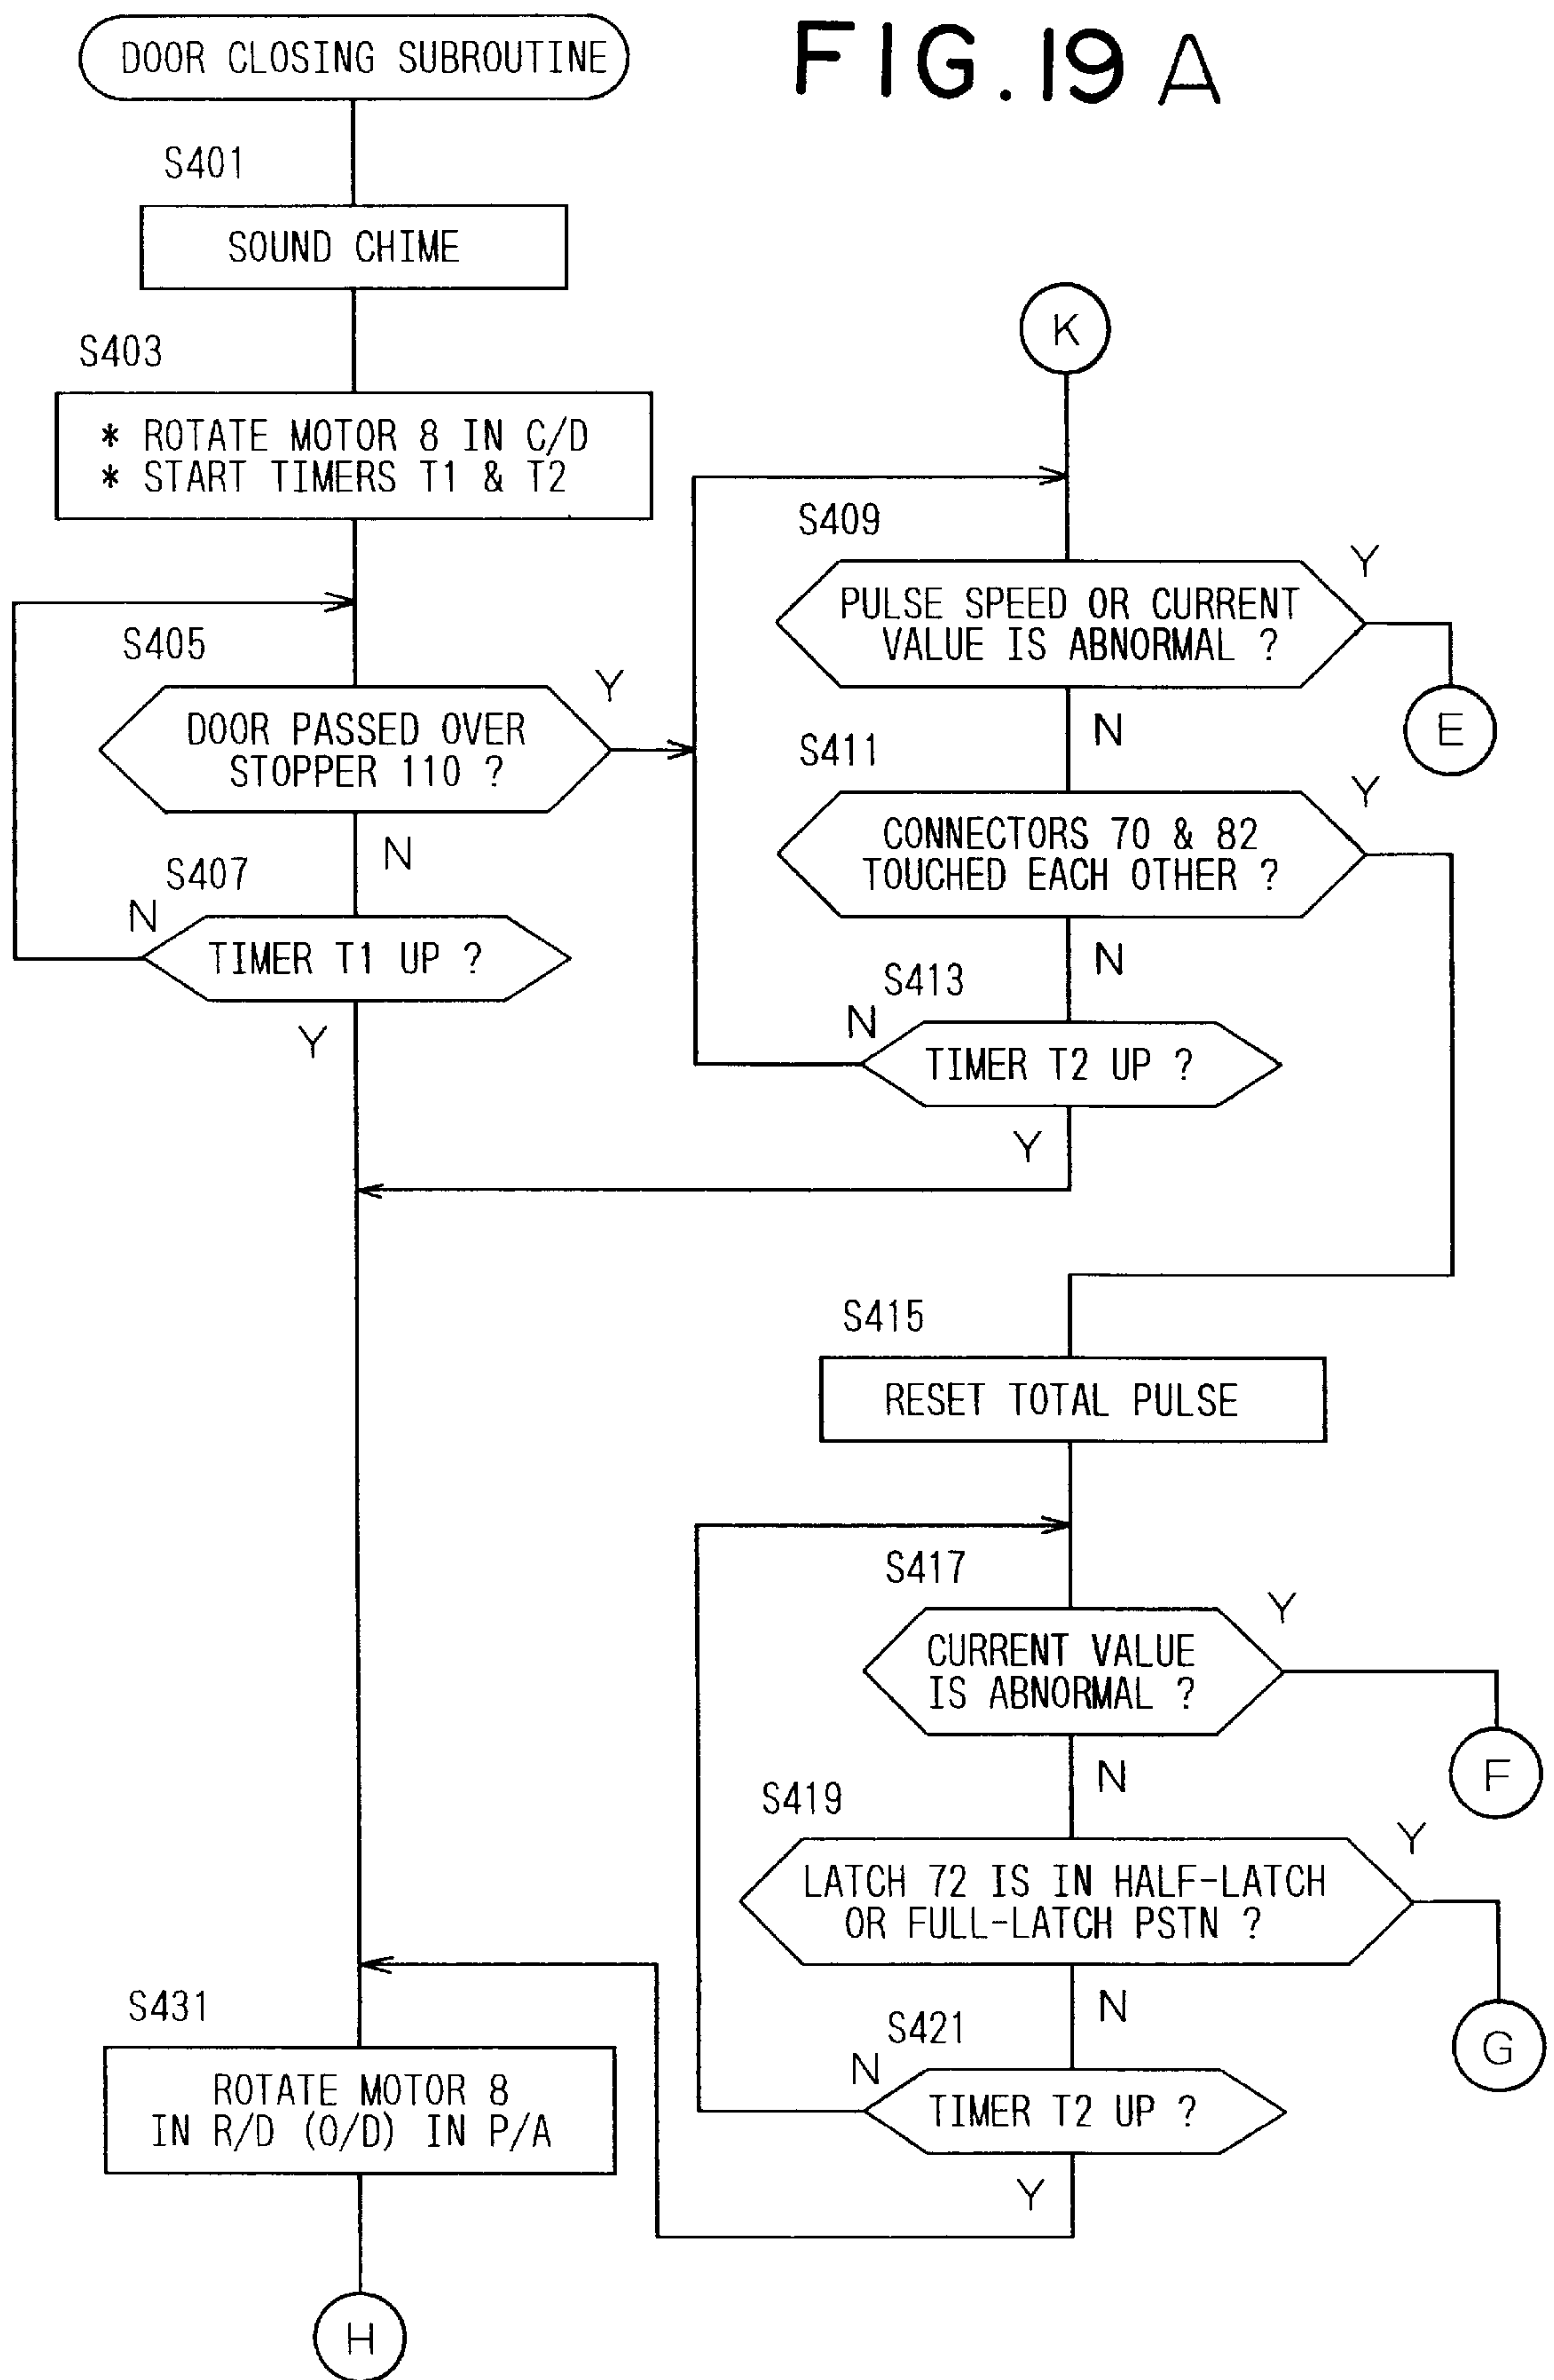 FIG.19A
DOOR CLOSING SUBROUTINE
S401
SOUND CHIME
S403
* ROTATE MOTOR 8 IN C/D
* START TIMERS T1 & T2
S405
DOOR PASSED OVER
STOPPER 110 ?
Y
N
S407
N
TIMER T1 UP ?
Y
K
S409
PULSE SPEED OR CURRENT
VALUE IS ABNORMAL ?
Y
E
N
S411
CONNECTORS 70 & 82
TOUCHED EACH OTHER ?
Y
N
S413
N
TIMER T2 UP ?
Y
S415
RESET TOTAL PULSE
S417
CURRENT VALUE
IS ABNORMAL ?
Y
F
N
S419
LATCH 72 IS IN HALF-LATCH
OR FULL-LATCH PSTN ?
Y
G
N
S421
N
TIMER T2 UP ?
Y
S431
ROTATE MOTOR 8
IN R/D (O/D) IN P/A
H